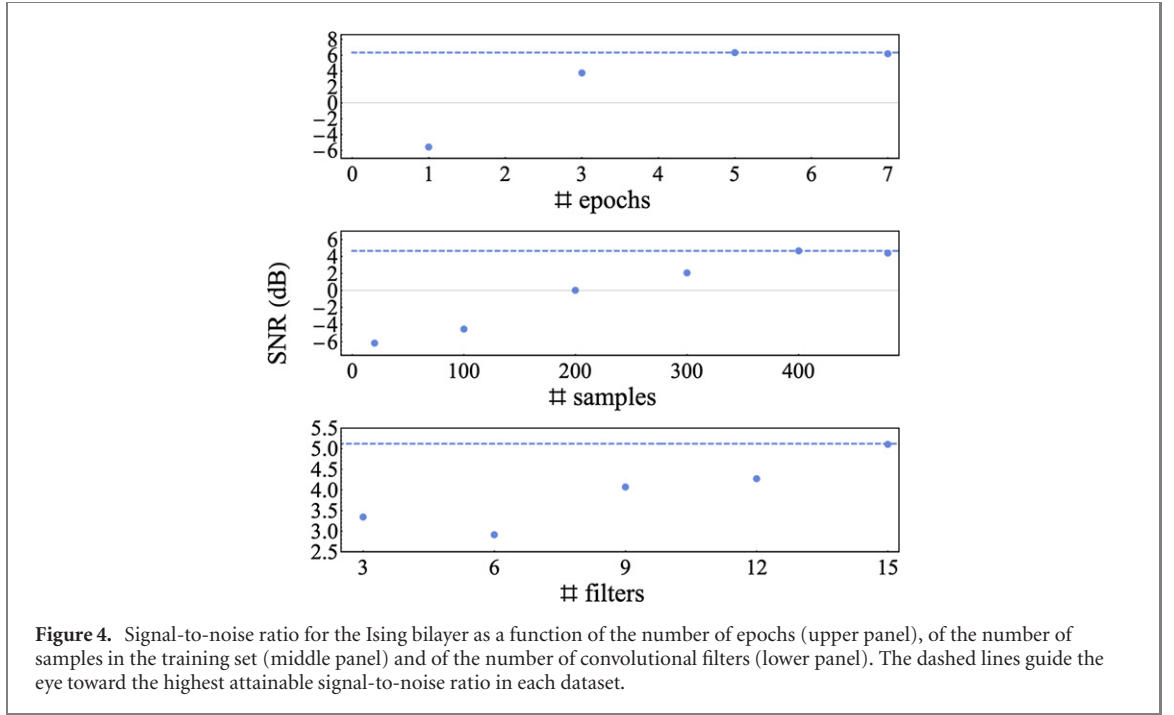 8
6
4
2
0
−2
−4
−6
0 1 2 3 4 5 6 7
# epochs
6
4
2
0
−2
−4
−6
0 100 200 300 400
# samples
SNR (dB)
5.5
5.0
4.5
4.0
3.5
3.0
2.5
3 6 9 12 15
# filters
Figure 4. Signal-to-noise ratio for the Ising bilayer as a function of the number of epochs (upper panel), of the number of
samples in the training set (middle panel) and of the number of convolutional filters (lower panel). The dashed lines guide the
eye toward the highest attainable signal-to-noise ratio in each dataset.